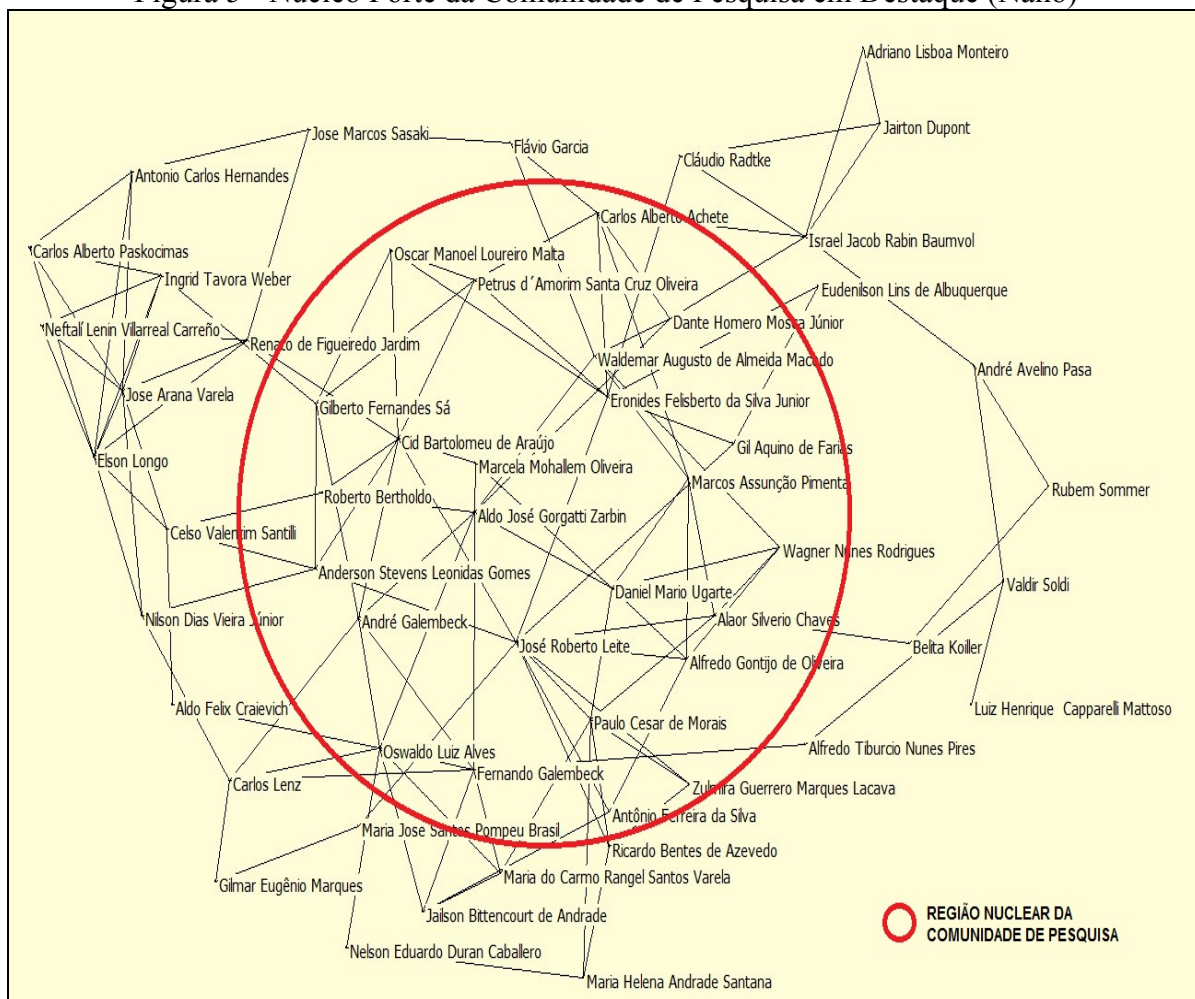 Figura 5 - Núcleo Forte da Comunidade de Pesquisa em Destaque (Nano)
Adriano Lisboa Monteiro
Jairton Dupont
Jose Marcos Sasaki
Flávio Garcia
Cláudio Radtke
Antonio Carlos Hernandes
Carlos Alberto Achete
Israel Jacob Rabin Baumvol
Carlos Alberto Paskocimas
Oscar Manoel Loureiro Malta
Ingrid Tavora Weber
Petrus d´Amorim Santa Cruz Oliveira
Eudenilson Lins de Albuquerque
Neftalí Lenin Villarreal Carreño
Dante Homero Mosca Júnior
Renato de Figueiredo Jardim
Waldemar Augusto de Almeida Macedo
André Avelino Pasa
Jose Arana Varela
Eronides Felisberto da Silva Junior
Gilberto Fernandes Sá
Cid Bartolomeu de Araújo
Gil Aquino de Farias
Elson Longo
Marcela Mohallem Oliveira
Marcos Assunção Pimenta
Rubem Sommer
Roberto Bertholdo
Aldo José Gorgatti Zarbin
Celso Valentim Santilli
Wagner Nunes Rodrigues
Anderson Stevens Leonidas Gomes
Daniel Mario Ugarte
Valdir Soldi
Nilson Dias Vieira Júnior
André Galembeck
Alaor Silverio Chaves
José Roberto Leite
Belita Koiller
Alfredo Gontijo de Oliveira
Aldo Felix Craievich
Luiz Henrique Capparelli Mattoso
Paulo Cesar de Morais
Oswaldo Luiz Alves
Alfredo Tiburcio Nunes Pires
Fernando Galembeck
Carlos Lenz
Zulmira Guerrero Marques Lacava
Antônio Ferreira da Silva
Maria Jose Santos Pompeu Brasil
Ricardo Bentes de Azevedo
Maria do Carmo Rangel Santos Varela
Gilmar Eugênio Marques
Jailson Bittencourt de Andrade
REGIÃO NUCLEAR DA
COMUNIDADE DE PESQUISA
Nelson Eduardo Duran Caballero
Maria Helena Andrade Santana